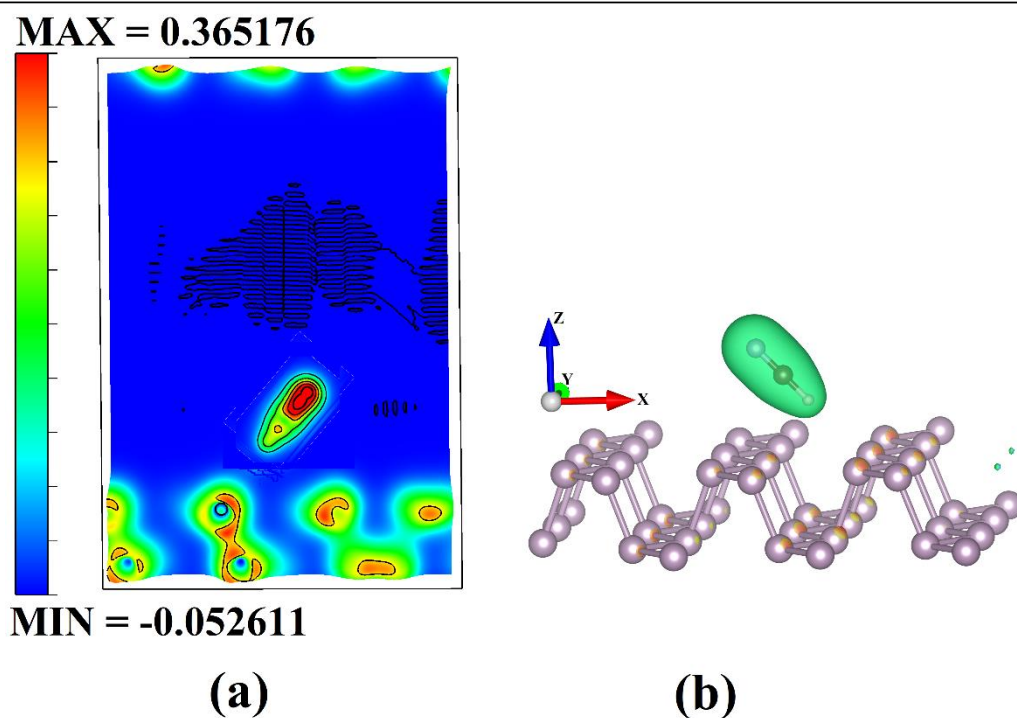 MAX = 0.365176
MIN = -0.052611
Z
Y
X
(a)
(b)